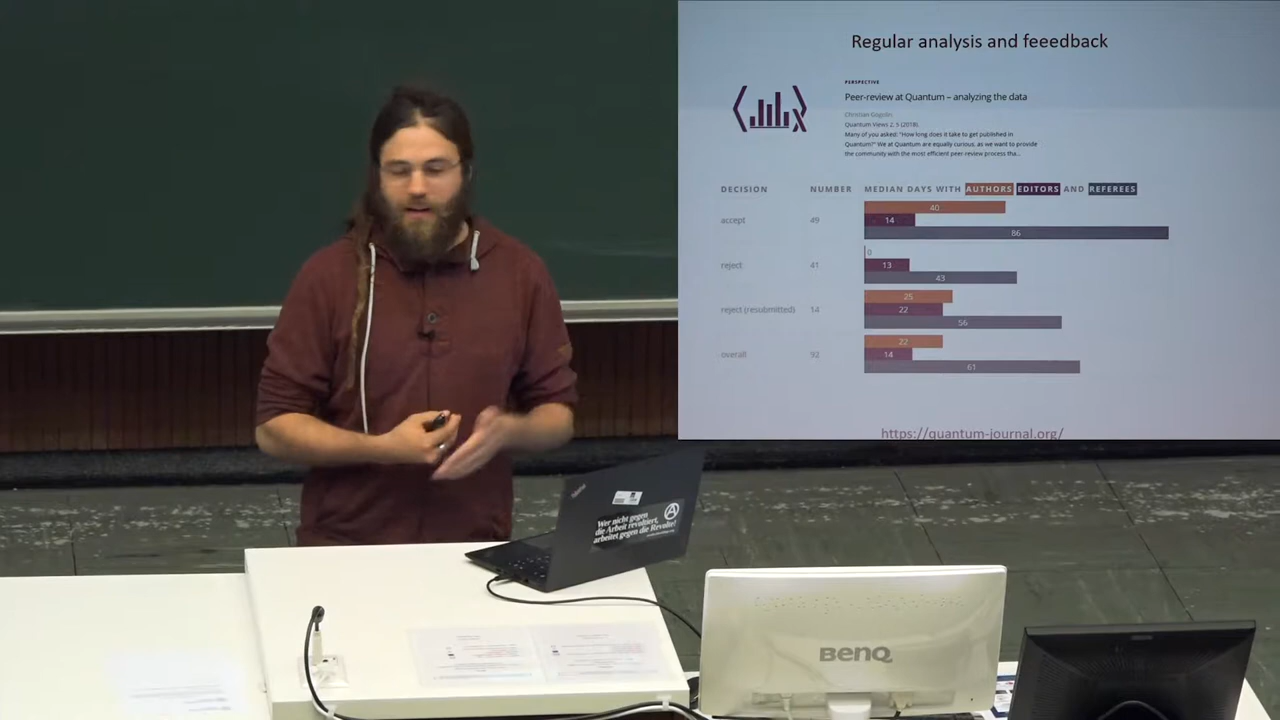 Regular analysis and feeedback
PERSPECTIVE
Peer-review at Quantum – analyzing the data
Christian Gogolin
Quantum Views 2, 5 (2018).
Many of you asked: "How long does it take to get published in
Quantum?" We at Quantum are equally curious, as we want to provide
the community with the most efficient peer-review process tha...
DECISION NUMBER MEDIAN DAYS WITH AUTHORS EDITORS AND REFEREES
40
accept 49 14
86
0
reject 41 13
43
25
reject (resubmitted) 14 22
56
22
overall 92 14
61
https://quantum-journal.org/
Wer nicht gegen
die Arbeit revoltiert,
arbeitet gegen die Revolte!
BENQ